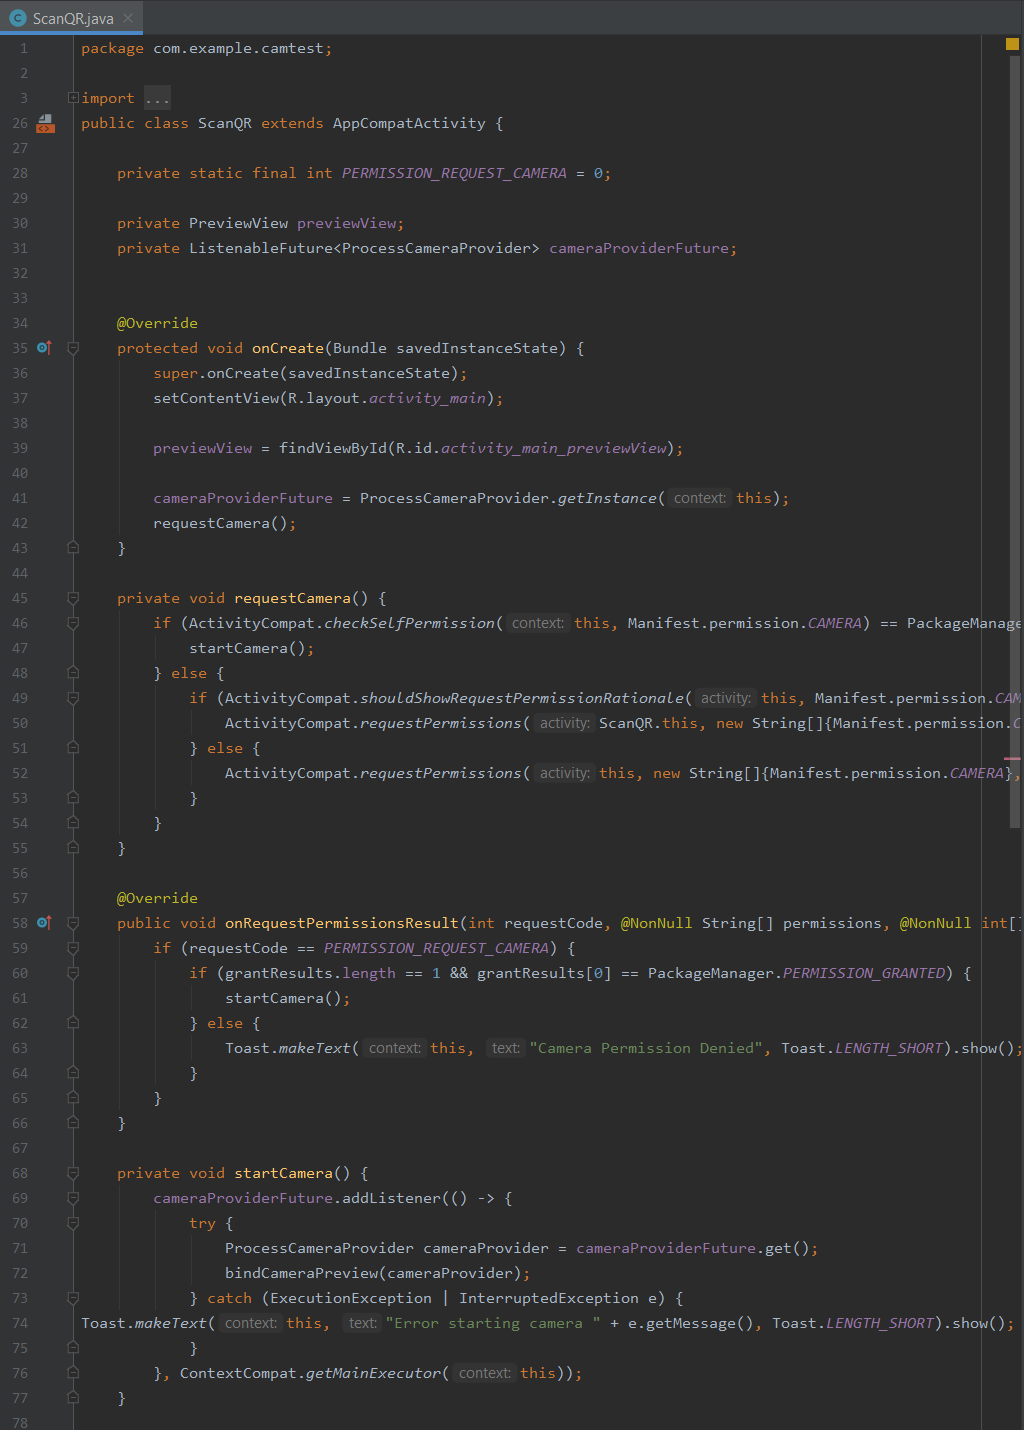 ScanQR.java
1 package com.example.camtest;
2
3 import ...
26 public class ScanQR extends AppCompatActivity {
27
28 private static final int PERMISSION_REQUEST_CAMERA = 0;
29
30 private PreviewView previewView;
31 private ListenableFuture<ProcessCameraProvider> cameraProviderFuture;
32
33
34 @Override
35 protected void onCreate(Bundle savedInstanceState) {
36 super.onCreate(savedInstanceState);
37 setContentView(R.layout.activity_main);
38
39 previewView = findViewById(R.id.activity_main_previewView);
40
41 cameraProviderFuture = ProcessCameraProvider.getInstance( context: this);
42 requestCamera();
43 }
44
45 private void requestCamera() {
46 if (ActivityCompat.checkSelfPermission( context: this, Manifest.permission.CAMERA) == PackageManage
47 startCamera();
48 } else {
49 if (ActivityCompat.shouldShowRequestPermissionRationale( activity: this, Manifest.permission.CAM
50 ActivityCompat.requestPermissions( activity: ScanQR.this, new String[]{Manifest.permission.C
51 } else {
52 ActivityCompat.requestPermissions( activity: this, new String[]{Manifest.permission.CAMERA},
53 }
54 }
55 }
56
57 @Override
58 public void onRequestPermissionsResult(int requestCode, @NonNull String[] permissions, @NonNull int[]
59 if (requestCode == PERMISSION_REQUEST_CAMERA) {
60 if (grantResults.length == 1 && grantResults[0] == PackageManager.PERMISSION_GRANTED) {
61 startCamera();
62 } else {
63 Toast.makeText( context: this, text: "Camera Permission Denied", Toast.LENGTH_SHORT).show();
64 }
65 }
66 }
67
68 private void startCamera() {
69 cameraProviderFuture.addListener(() -> {
70 try {
71 ProcessCameraProvider cameraProvider = cameraProviderFuture.get();
72 bindCameraPreview(cameraProvider);
73 } catch (ExecutionException | InterruptedException e) {
74 Toast.makeText( context: this, text: "Error starting camera " + e.getMessage(), Toast.LENGTH_SHORT).show();
75 }
76 }, ContextCompat.getMainExecutor( context: this));
77 }
78